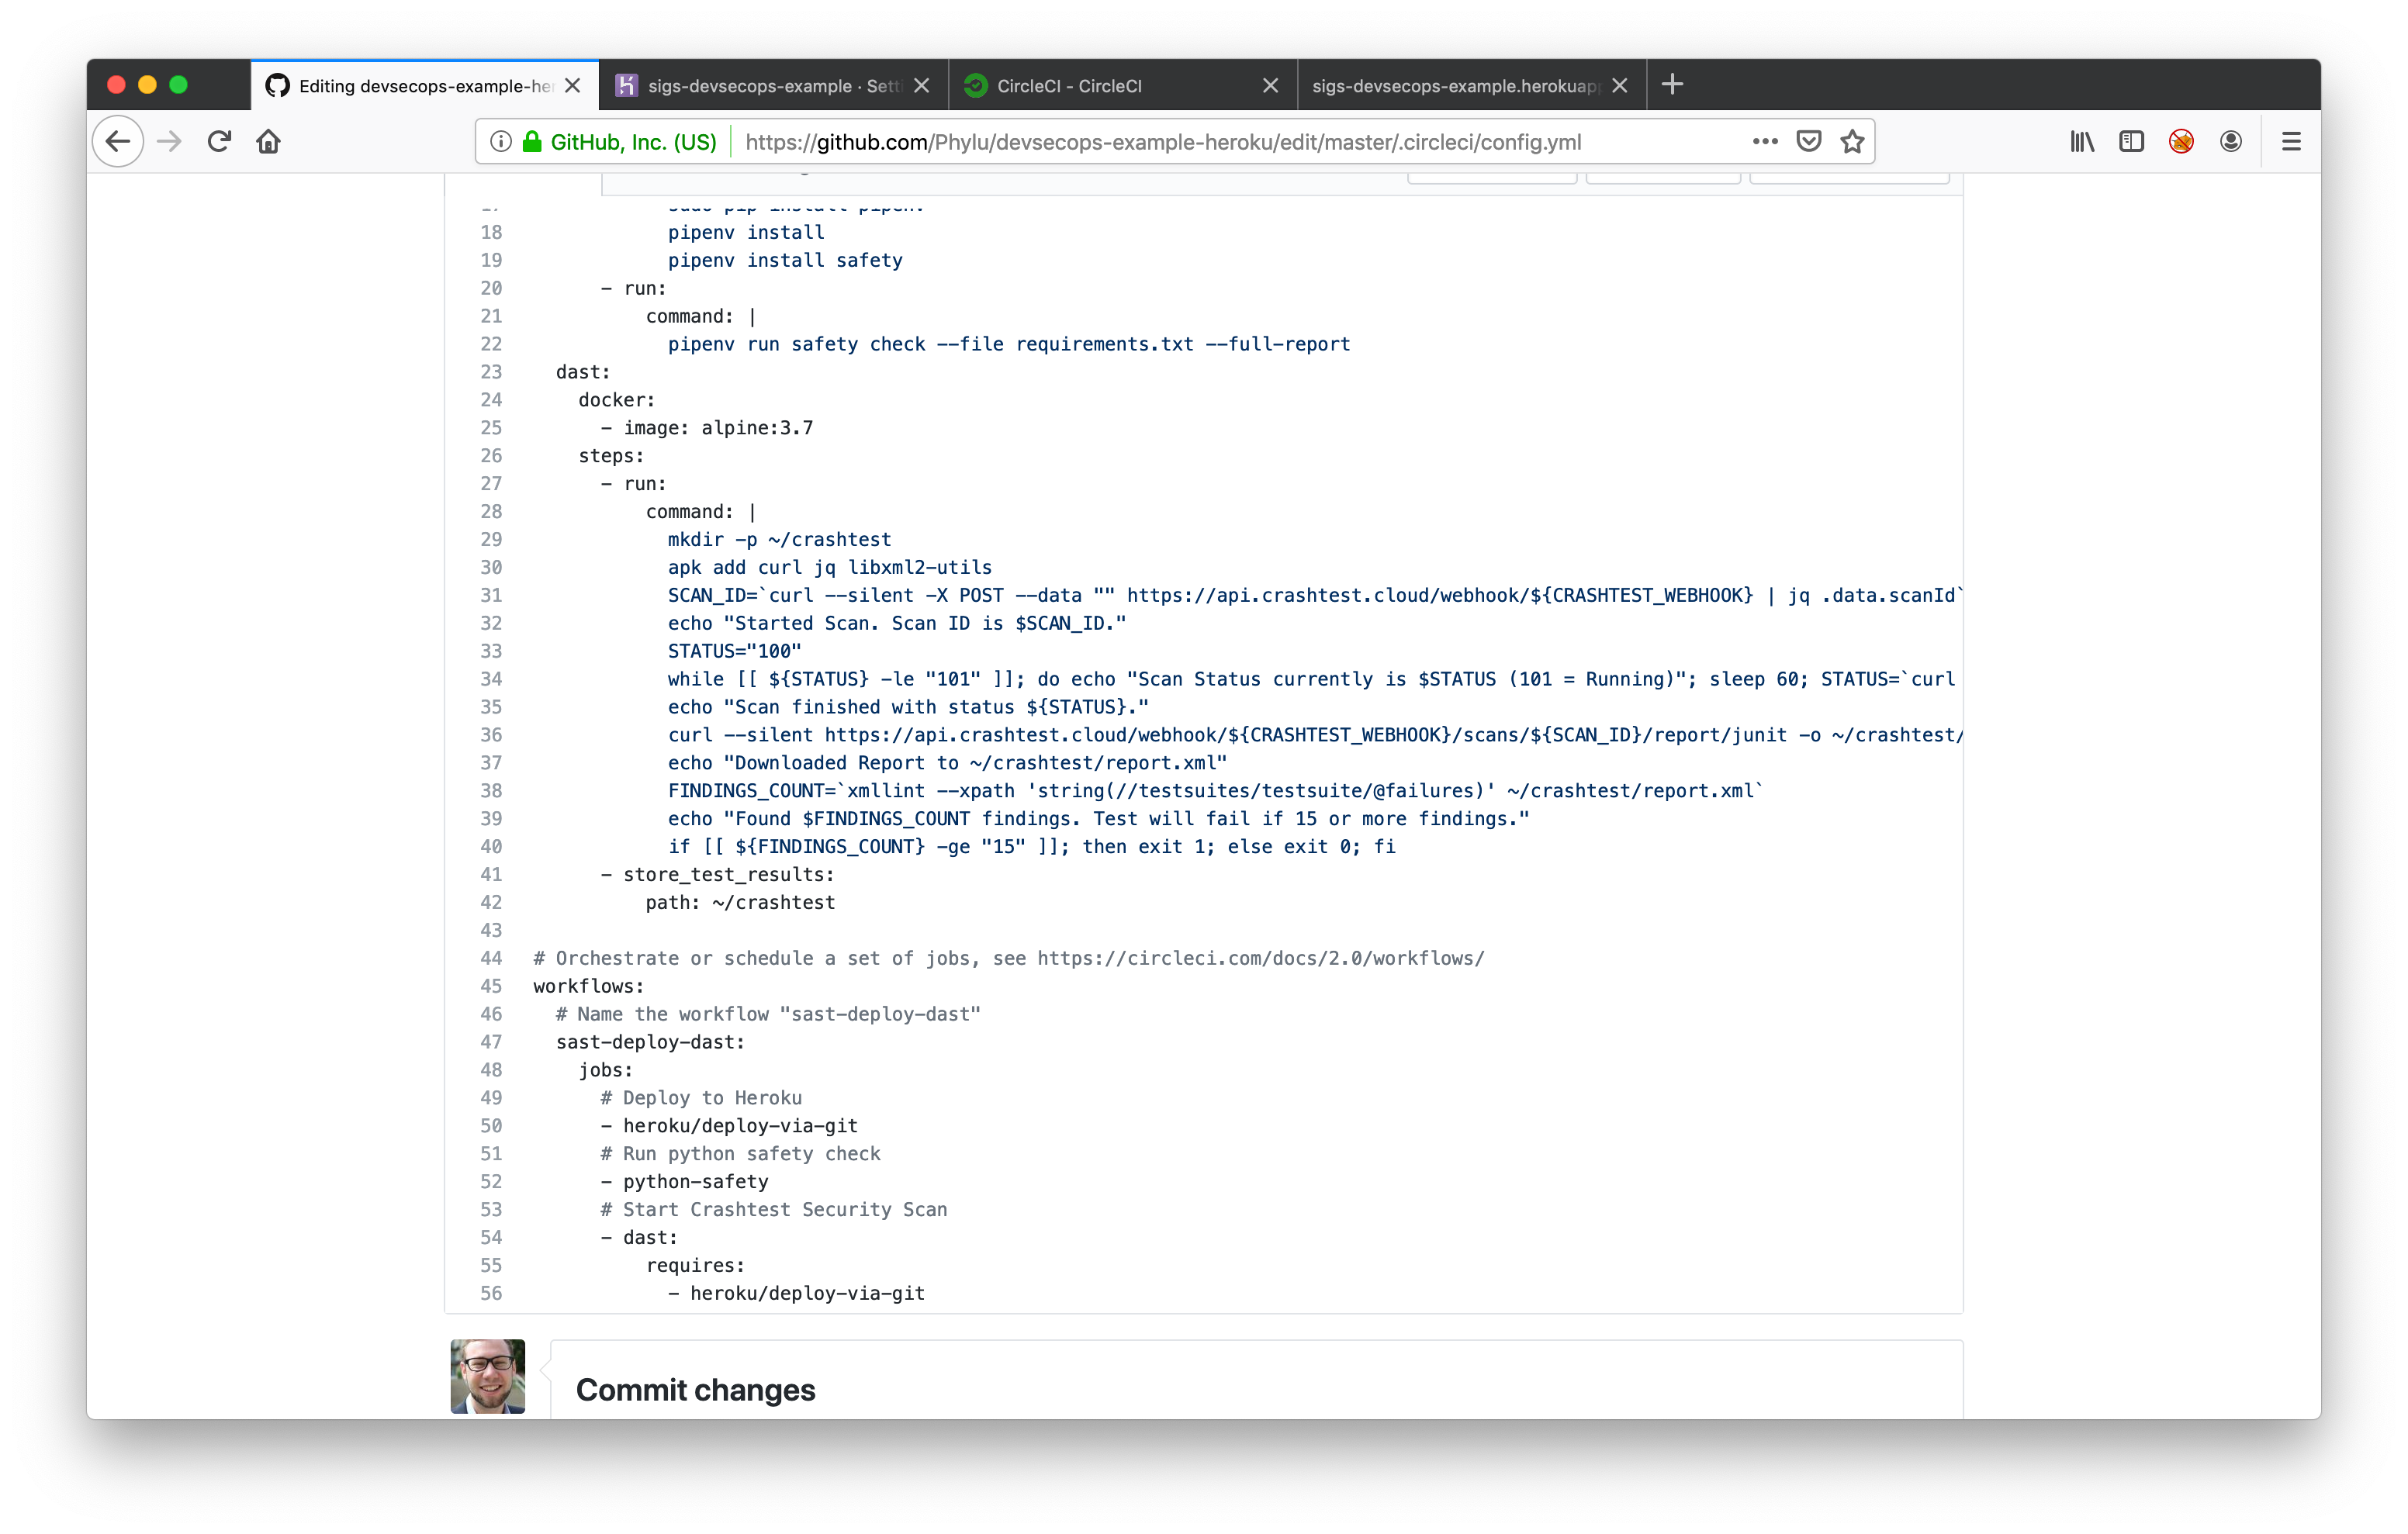 Editing devsecops-example-her
sigs-devsecops-example · Sett
CircleCI - CircleCI
sigs-devsecops-example.herokuap
GitHub, Inc. (US)
https://github.com/Phylu/devsecops-example-heroku/edit/master/.circleci/config.yml
17 sudo pip install pipenv
18 pipenv install
19 pipenv install safety
20 - run:
21 command: |
22 pipenv run safety check --file requirements.txt --full-report
23 dast:
24 docker:
25 - image: alpine:3.7
26 steps:
27 - run:
28 command: |
29 mkdir -p ~/crashtest
30 apk add curl jq libxml2-utils
31 SCAN_ID=`curl --silent -X POST --data "" https://api.crashtest.cloud/webhook/${CRASHTEST_WEBHOOK} | jq .data.scanId`
32 echo "Started Scan. Scan ID is $SCAN_ID."
33 STATUS="100"
34 while [[ ${STATUS} -le "101" ]]; do echo "Scan Status currently is $STATUS (101 = Running)"; sleep 60; STATUS=`curl
35 echo "Scan finished with status ${STATUS}."
36 curl --silent https://api.crashtest.cloud/webhook/${CRASHTEST_WEBHOOK}/scans/${SCAN_ID}/report/junit -o ~/crashtest/
37 echo "Downloaded Report to ~/crashtest/report.xml"
38 FINDINGS_COUNT=`xmllint --xpath 'string(//testsuites/testsuite/@failures)' ~/crashtest/report.xml`
39 echo "Found $FINDINGS_COUNT findings. Test will fail if 15 or more findings."
40 if [[ ${FINDINGS_COUNT} -ge "15" ]]; then exit 1; else exit 0; fi
41 - store_test_results:
42 path: ~/crashtest
43
44 # Orchestrate or schedule a set of jobs, see https://circleci.com/docs/2.0/workflows/
45 workflows:
46 # Name the workflow "sast-deploy-dast"
47 sast-deploy-dast:
48 jobs:
49 # Deploy to Heroku
50 - heroku/deploy-via-git
51 # Run python safety check
52 - python-safety
53 # Start Crashtest Security Scan
54 - dast:
55 requires:
56 - heroku/deploy-via-git
Commit changes